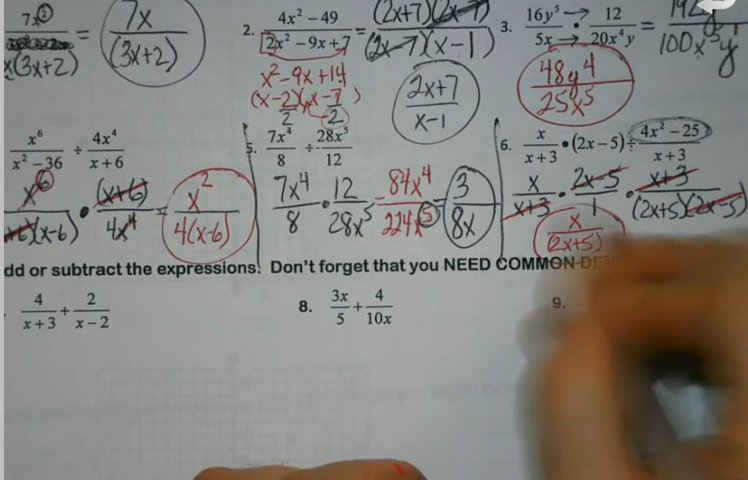 7x² = 7x/(3x+2)
x(3x+2)
2. 4x² − 49 / 2x² − 9x + 7 = (2x+7)(2x-7) / (2x-7)(x-1)
x² - 9x + 14
(x-2)(x-7)
2 2
2x+7 / x-1
3. 16y⁵ / 5x • 12 / 20x⁴y = 192y / 100x⁵y
48y⁴ / 25x⁵
x⁶ / x² − 36 ÷ 4x⁴ / x + 6
x⁶ / +6)(x-6) • (x+6) / 4x⁴ = x² / 4(x-6)
5. 7x⁴ / 8 ÷ 28x⁵ / 12
7x⁴ / 8 • 12 / 28x⁵ = 84x⁴ / 224x⁵ = 3 / 8x
6. x / x + 3 • (2x − 5) ÷ 4x² − 25 / x + 3
x / x+3 • 2x-5 / 1 • x+3 / (2x+5)(2x-5)
x / (2x+5)
dd or subtract the expressions. Don't forget that you NEED COMMON DE
4 / x + 3 + 2 / x − 2
8. 3x / 5 + 4 / 10x
9.